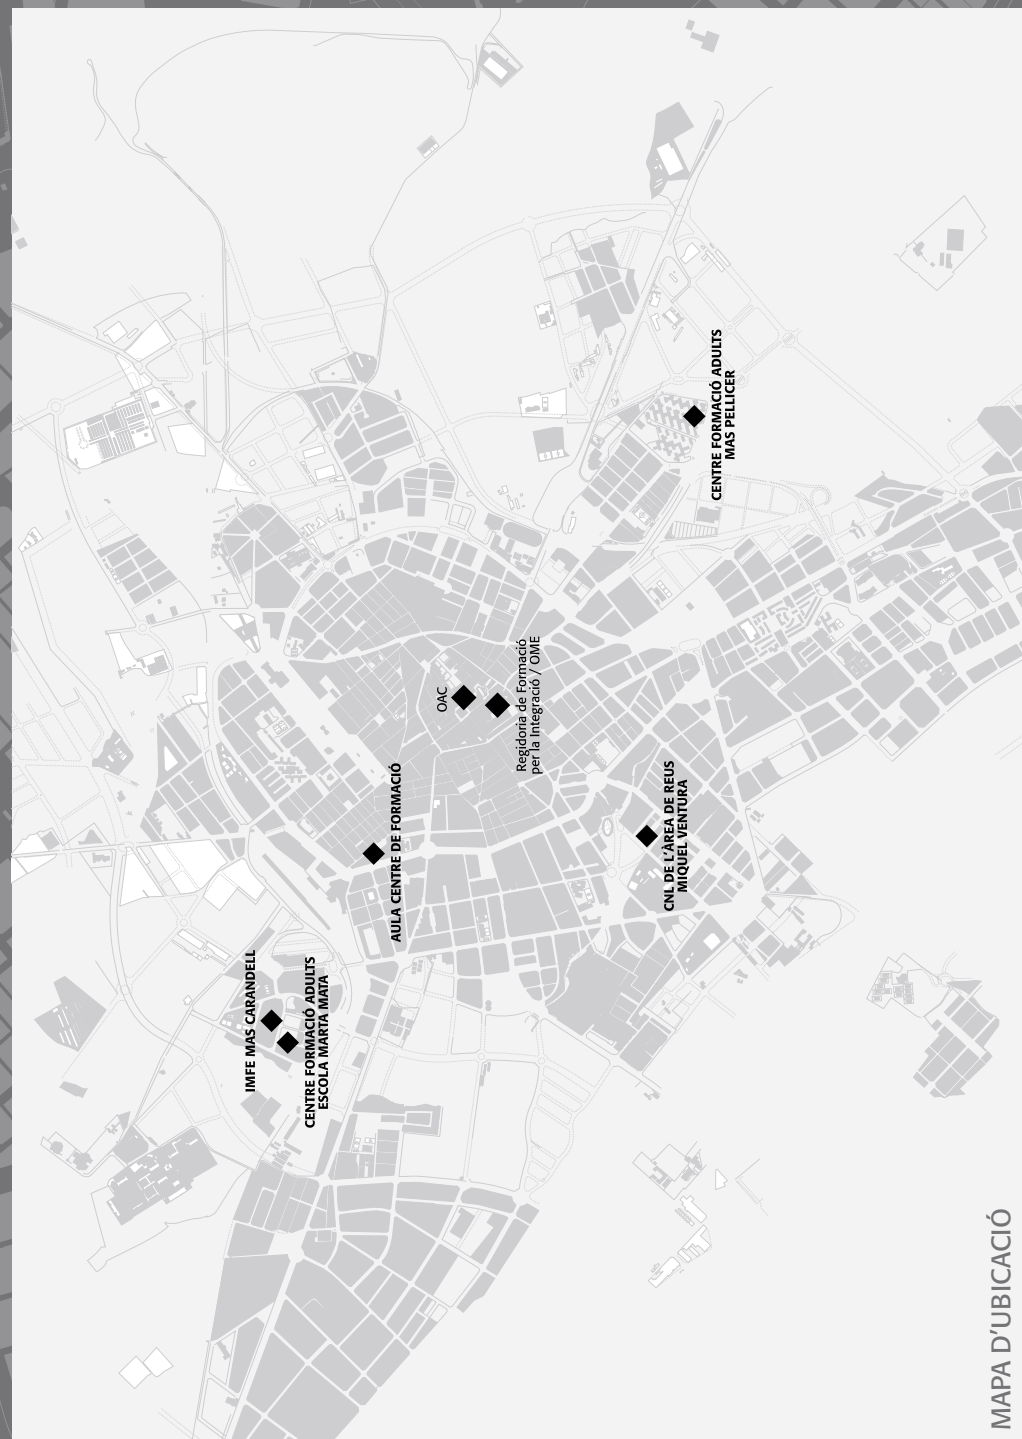 MAPA D'UBICACIÓ
IMFE MAS CARANDELL
CENTRE FORMACIÓ ADULTS
ESCOLA MARTA MATA
AULA CENTRE DE FORMACIÓ
OAC
Regidoria de Formació
per la Integració / OME
CNL DE L'ÀREA DE REUS
MIQUEL VENTURA
CENTRE FORMACIÓ ADULTS
MAS PELLICER